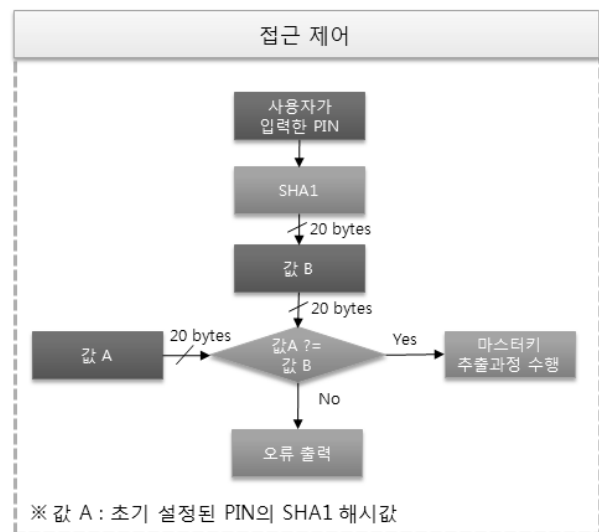 접근 제어
사용자가
입력한 PIN
SHA1
20 bytes
값 B
20 bytes
값 A
20 bytes
값A ?=
값 B
Yes
마스터키
추출과정 수행
No
오류 출력
※ 값 A : 초기 설정된 PIN의 SHA1 해시값